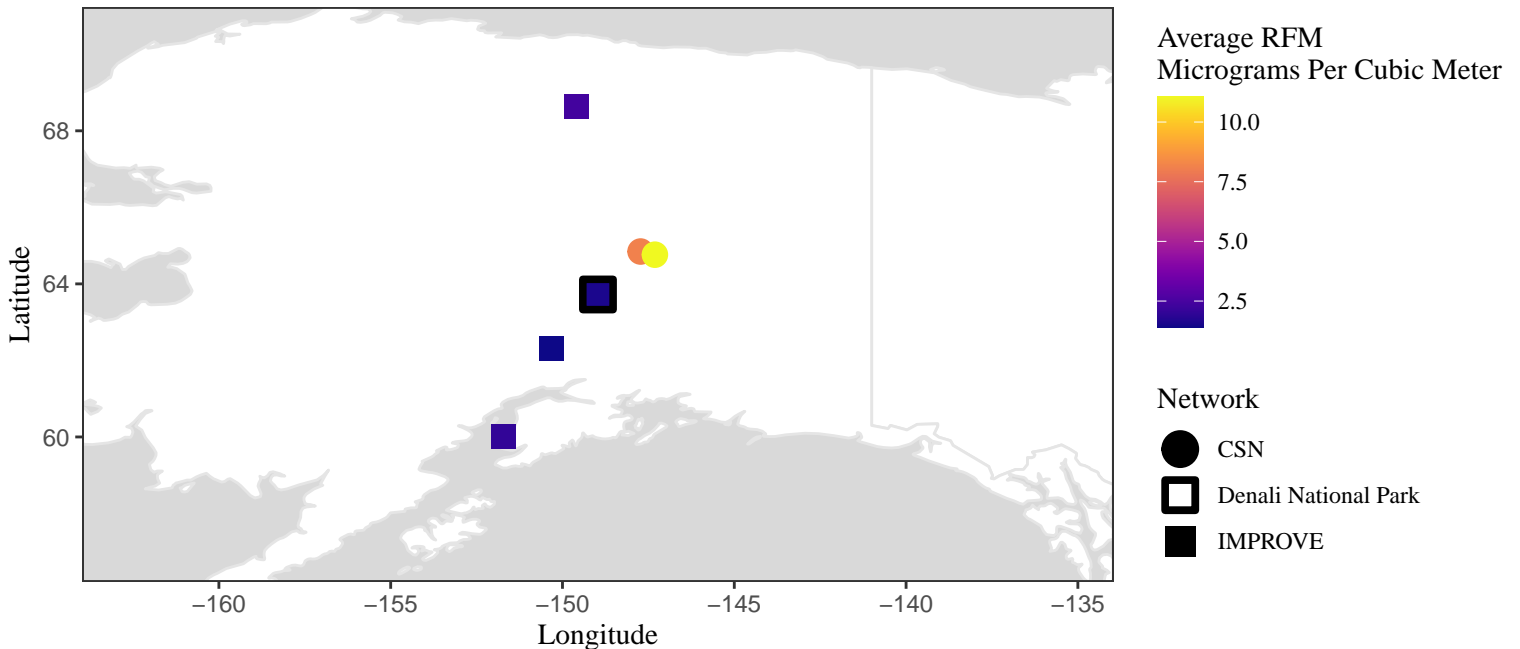 68
64
60
Latitude
−160
−155
−150
−145
−140
−135
Longitude
Average RFM
Micrograms Per Cubic Meter
10.0
7.5
5.0
2.5
Network
CSN
Denali National Park
IMPROVE